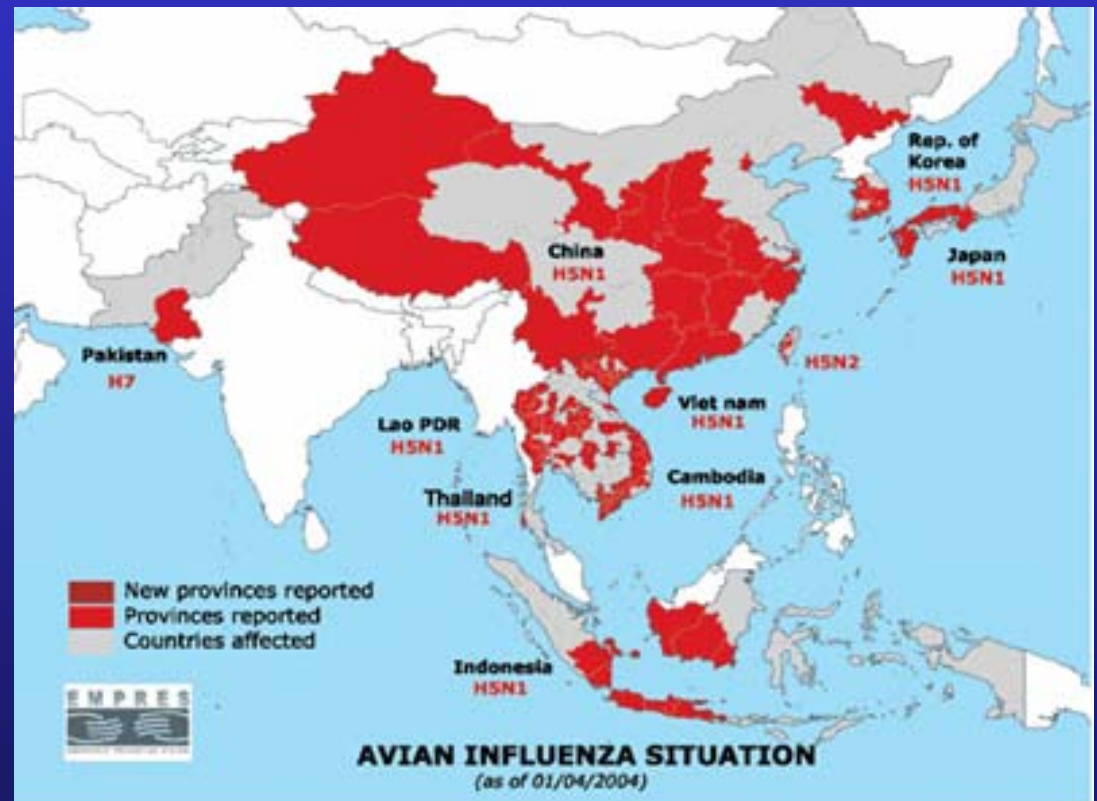 Rep. of
Korea
H5N1
China
H5N1
Japan
H5N1
Pakistan
H7
H5N2
Viet nam
H5N1
Lao PDR
H5N1
Cambodia
H5N1
Thailand
H5N1
New provinces reported
Provinces reported
Countries affected
Indonesia
H5N1
EMPRES
AVIAN INFLUENZA SITUATION
(as of 01/04/2004)